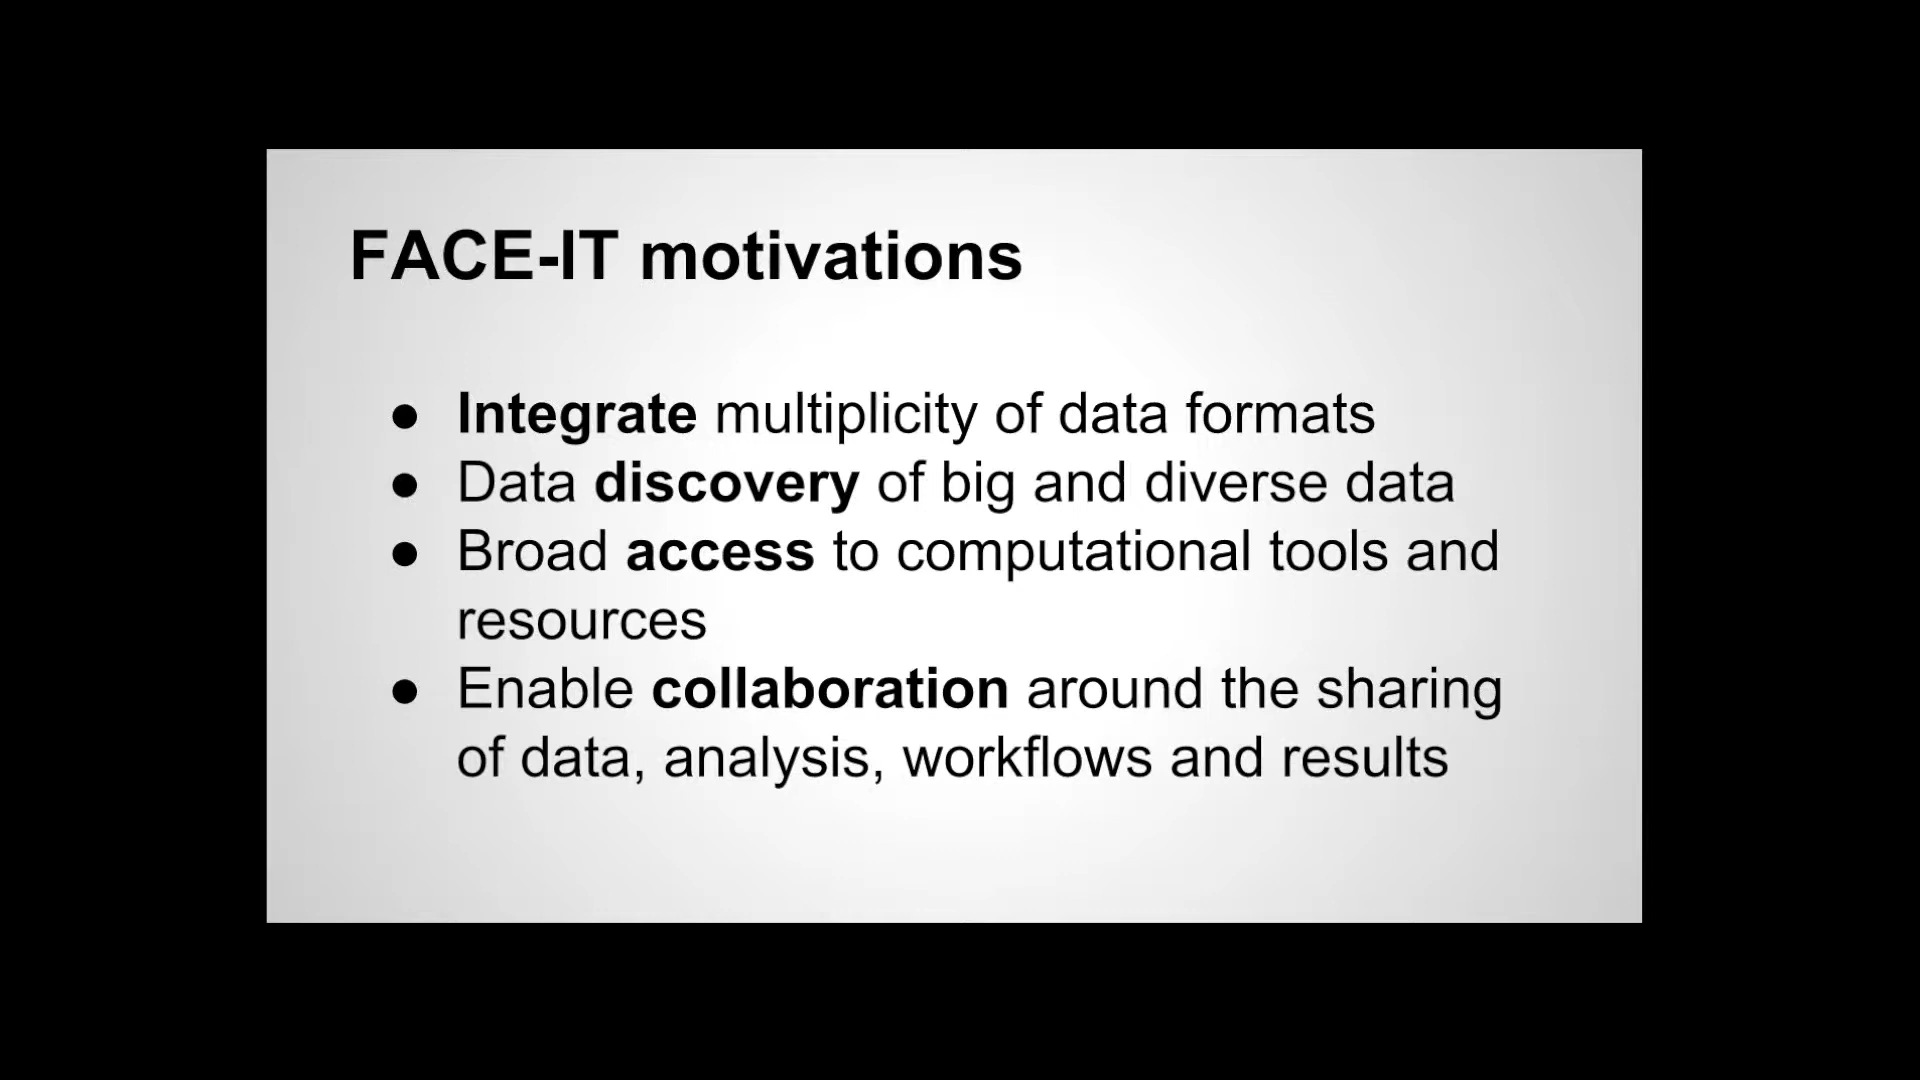 FACE-IT motivations
● Integrate multiplicity of data formats
● Data discovery of big and diverse data
● Broad access to computational tools and
resources
● Enable collaboration around the sharing
of data, analysis, workflows and results